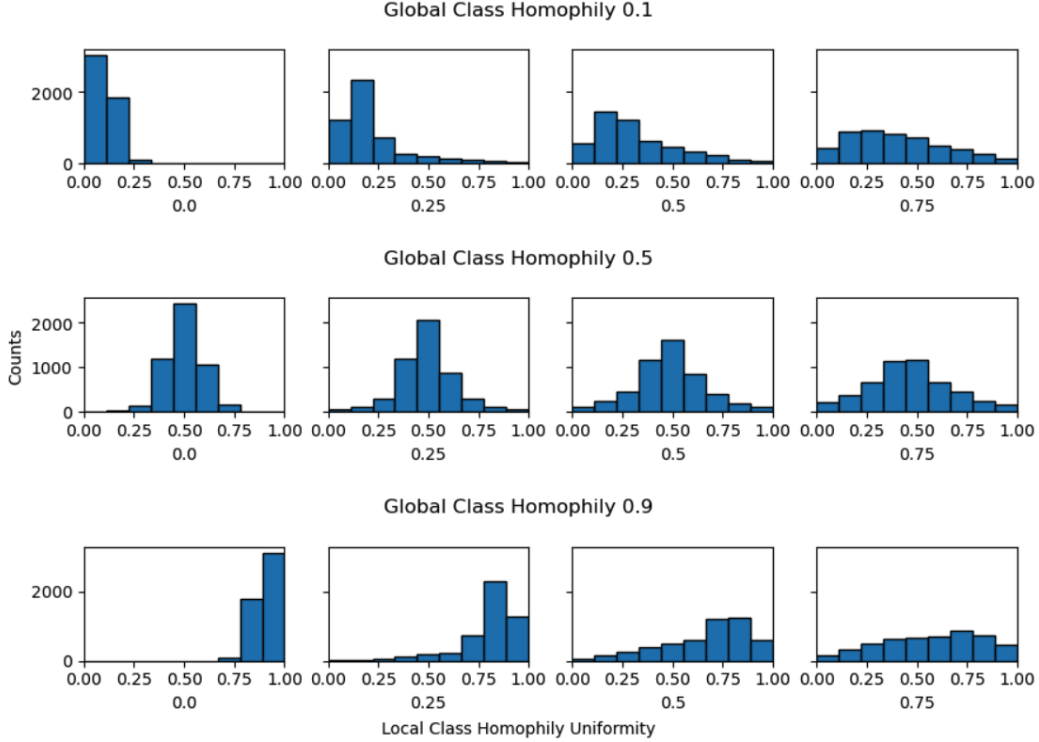 Global Class Homophily 0.1
2000
0
0.00 0.25 0.50 0.75 1.00 0.00 0.25 0.50 0.75 1.00 0.00 0.25 0.50 0.75 1.00 0.00 0.25 0.50 0.75 1.00
0.0 0.25 0.5 0.75
Global Class Homophily 0.5
Counts
2000
1000
0
0.00 0.25 0.50 0.75 1.00 0.00 0.25 0.50 0.75 1.00 0.00 0.25 0.50 0.75 1.00 0.00 0.25 0.50 0.75 1.00
0.0 0.25 0.5 0.75
Global Class Homophily 0.9
2000
0
0.00 0.25 0.50 0.75 1.00 0.00 0.25 0.50 0.75 1.00 0.00 0.25 0.50 0.75 1.00 0.00 0.25 0.50 0.75 1.00
0.0 0.25 0.5 0.75
Local Class Homophily Uniformity